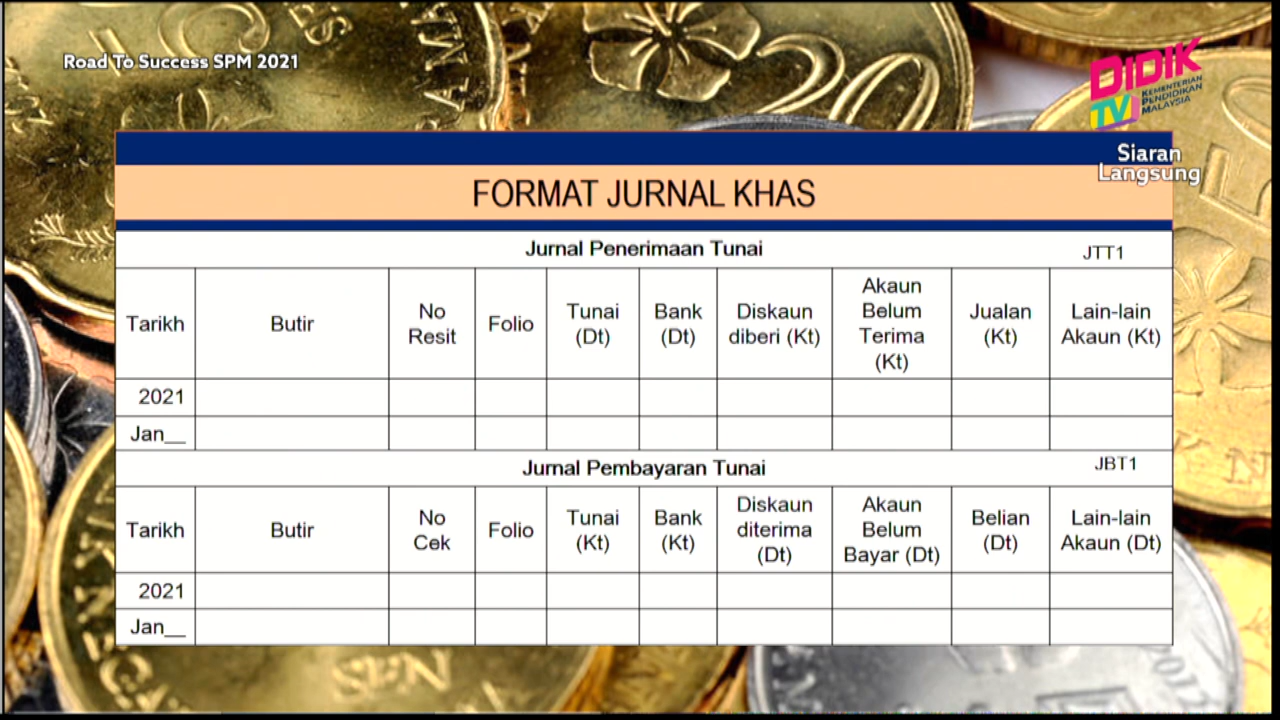 Road To Success SPM 2021
DIDIK
TV
KEMENTERIAN
PENDIDIKAN
MALAYSIA
Siaran
Langsung
FORMAT JURNAL KHAS
Jurnal Penerimaan Tunai JTT1
Tarikh Butir No Resit Folio Tunai (Dt) Bank (Dt) Diskaun diberi (Kt) Akaun Belum Terima (Kt) Jualan (Kt) Lain-lain Akaun (Kt)
2021
Jan__
Jurnal Pembayaran Tunai JBT1
Tarikh Butir No Cek Folio Tunai (Kt) Bank (Kt) Diskaun diterima (Dt) Akaun Belum Bayar (Dt) Belian (Dt) Lain-lain Akaun (Dt)
2021
Jan__
20